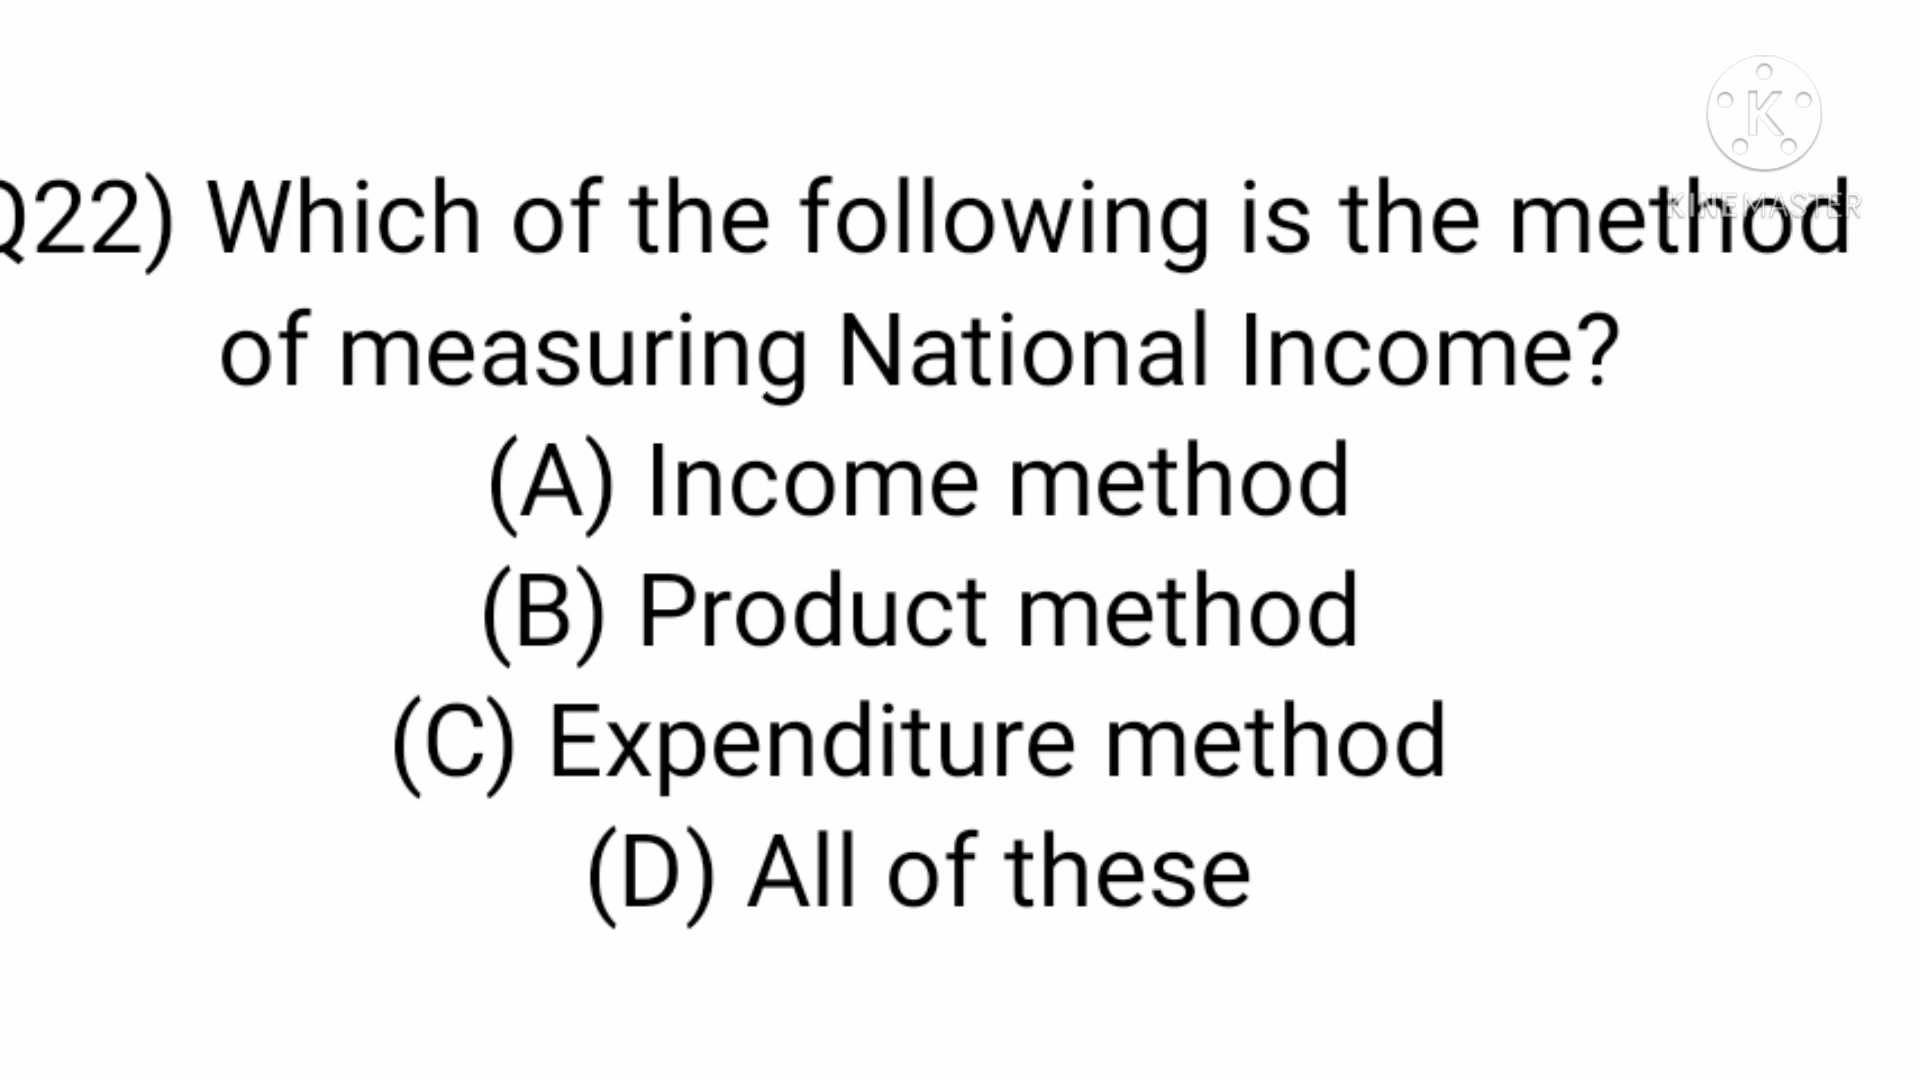 Q22) Which of the following is the method
of measuring National Income?
(A) Income method
(B) Product method
(C) Expenditure method
(D) All of these
K
KINEMASTER